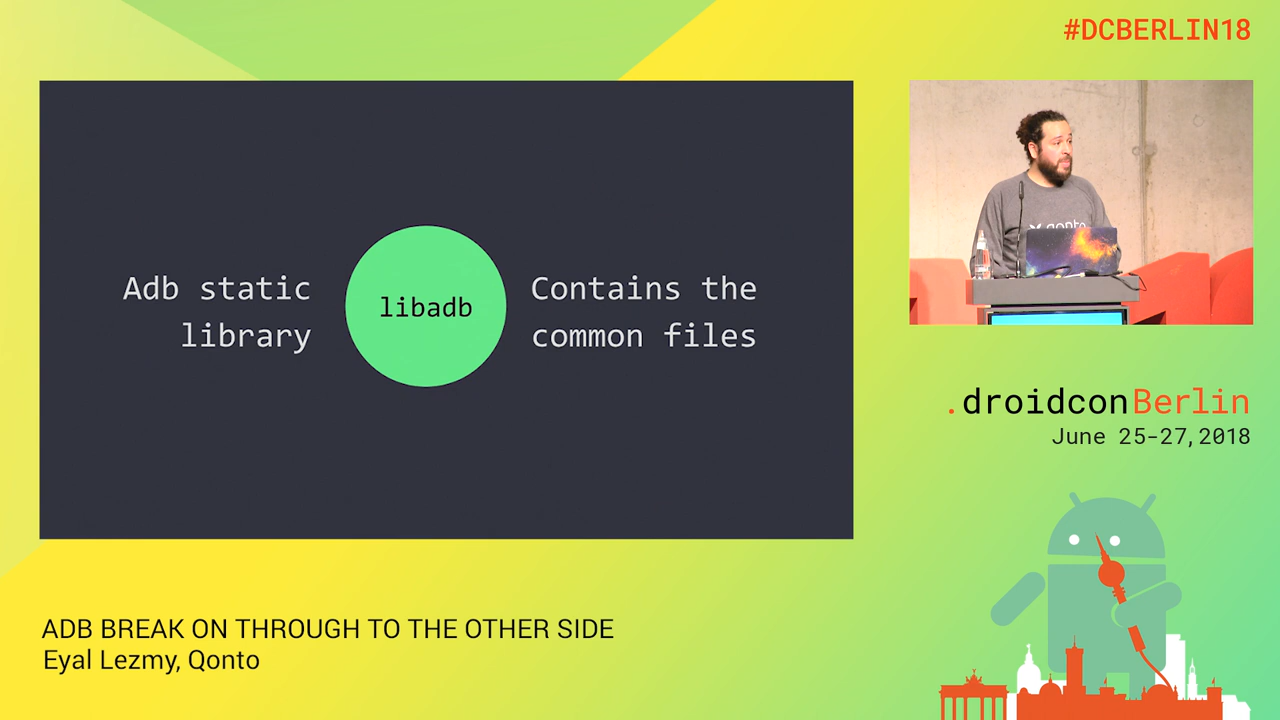 #DCBERLIN18
Adb static
library
libadb
Contains the
common files
qonto
.droidconBerlin
June 25-27, 2018
ADB BREAK ON THROUGH TO THE OTHER SIDE
Eyal Lezmy, Qonto